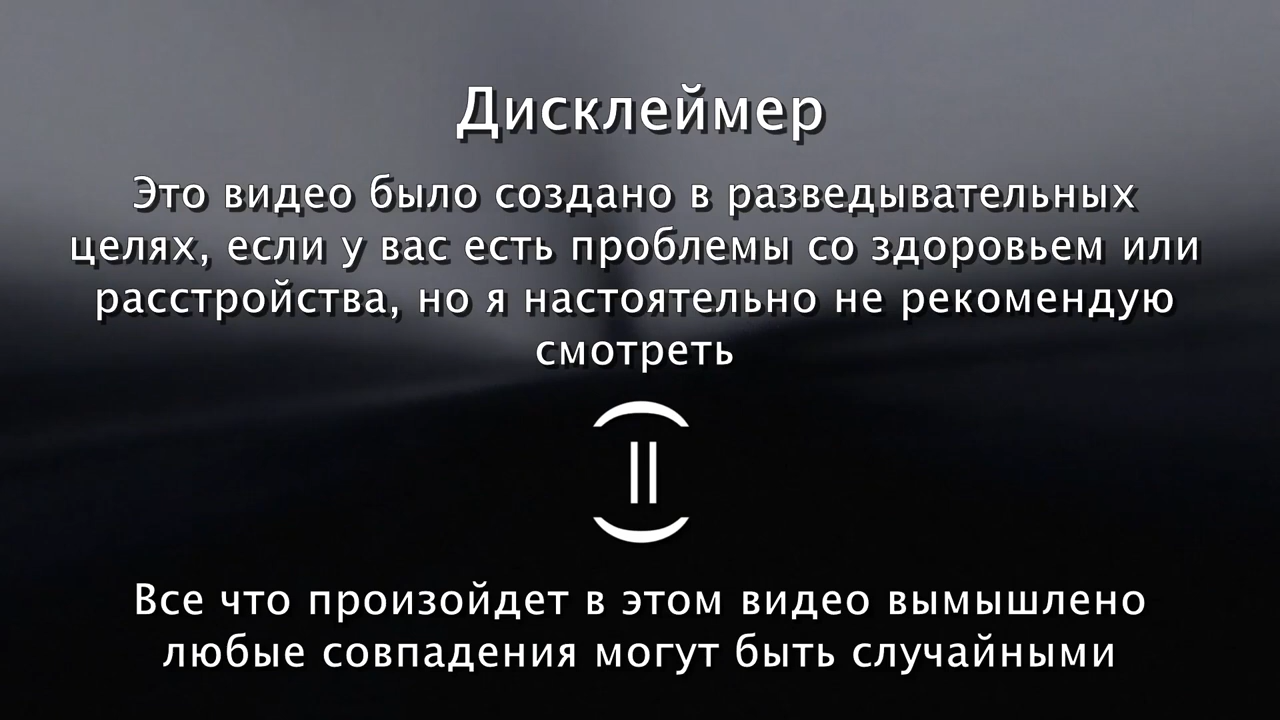 Дисклеймер
Это видео было создано в разведывательных
целях, если у вас есть проблемы со здоровьем или
расстройства, но я настоятельно не рекомендую
смотреть
Все что произойдет в этом видео вымышлено
любые совпадения могут быть случайными